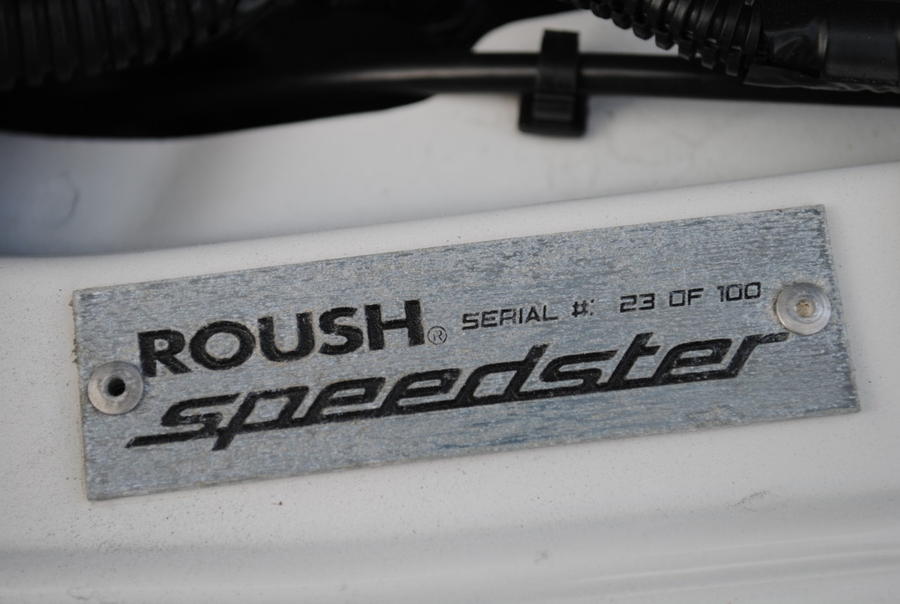 ROUSH® SERIAL #: 23 OF 100
speedster